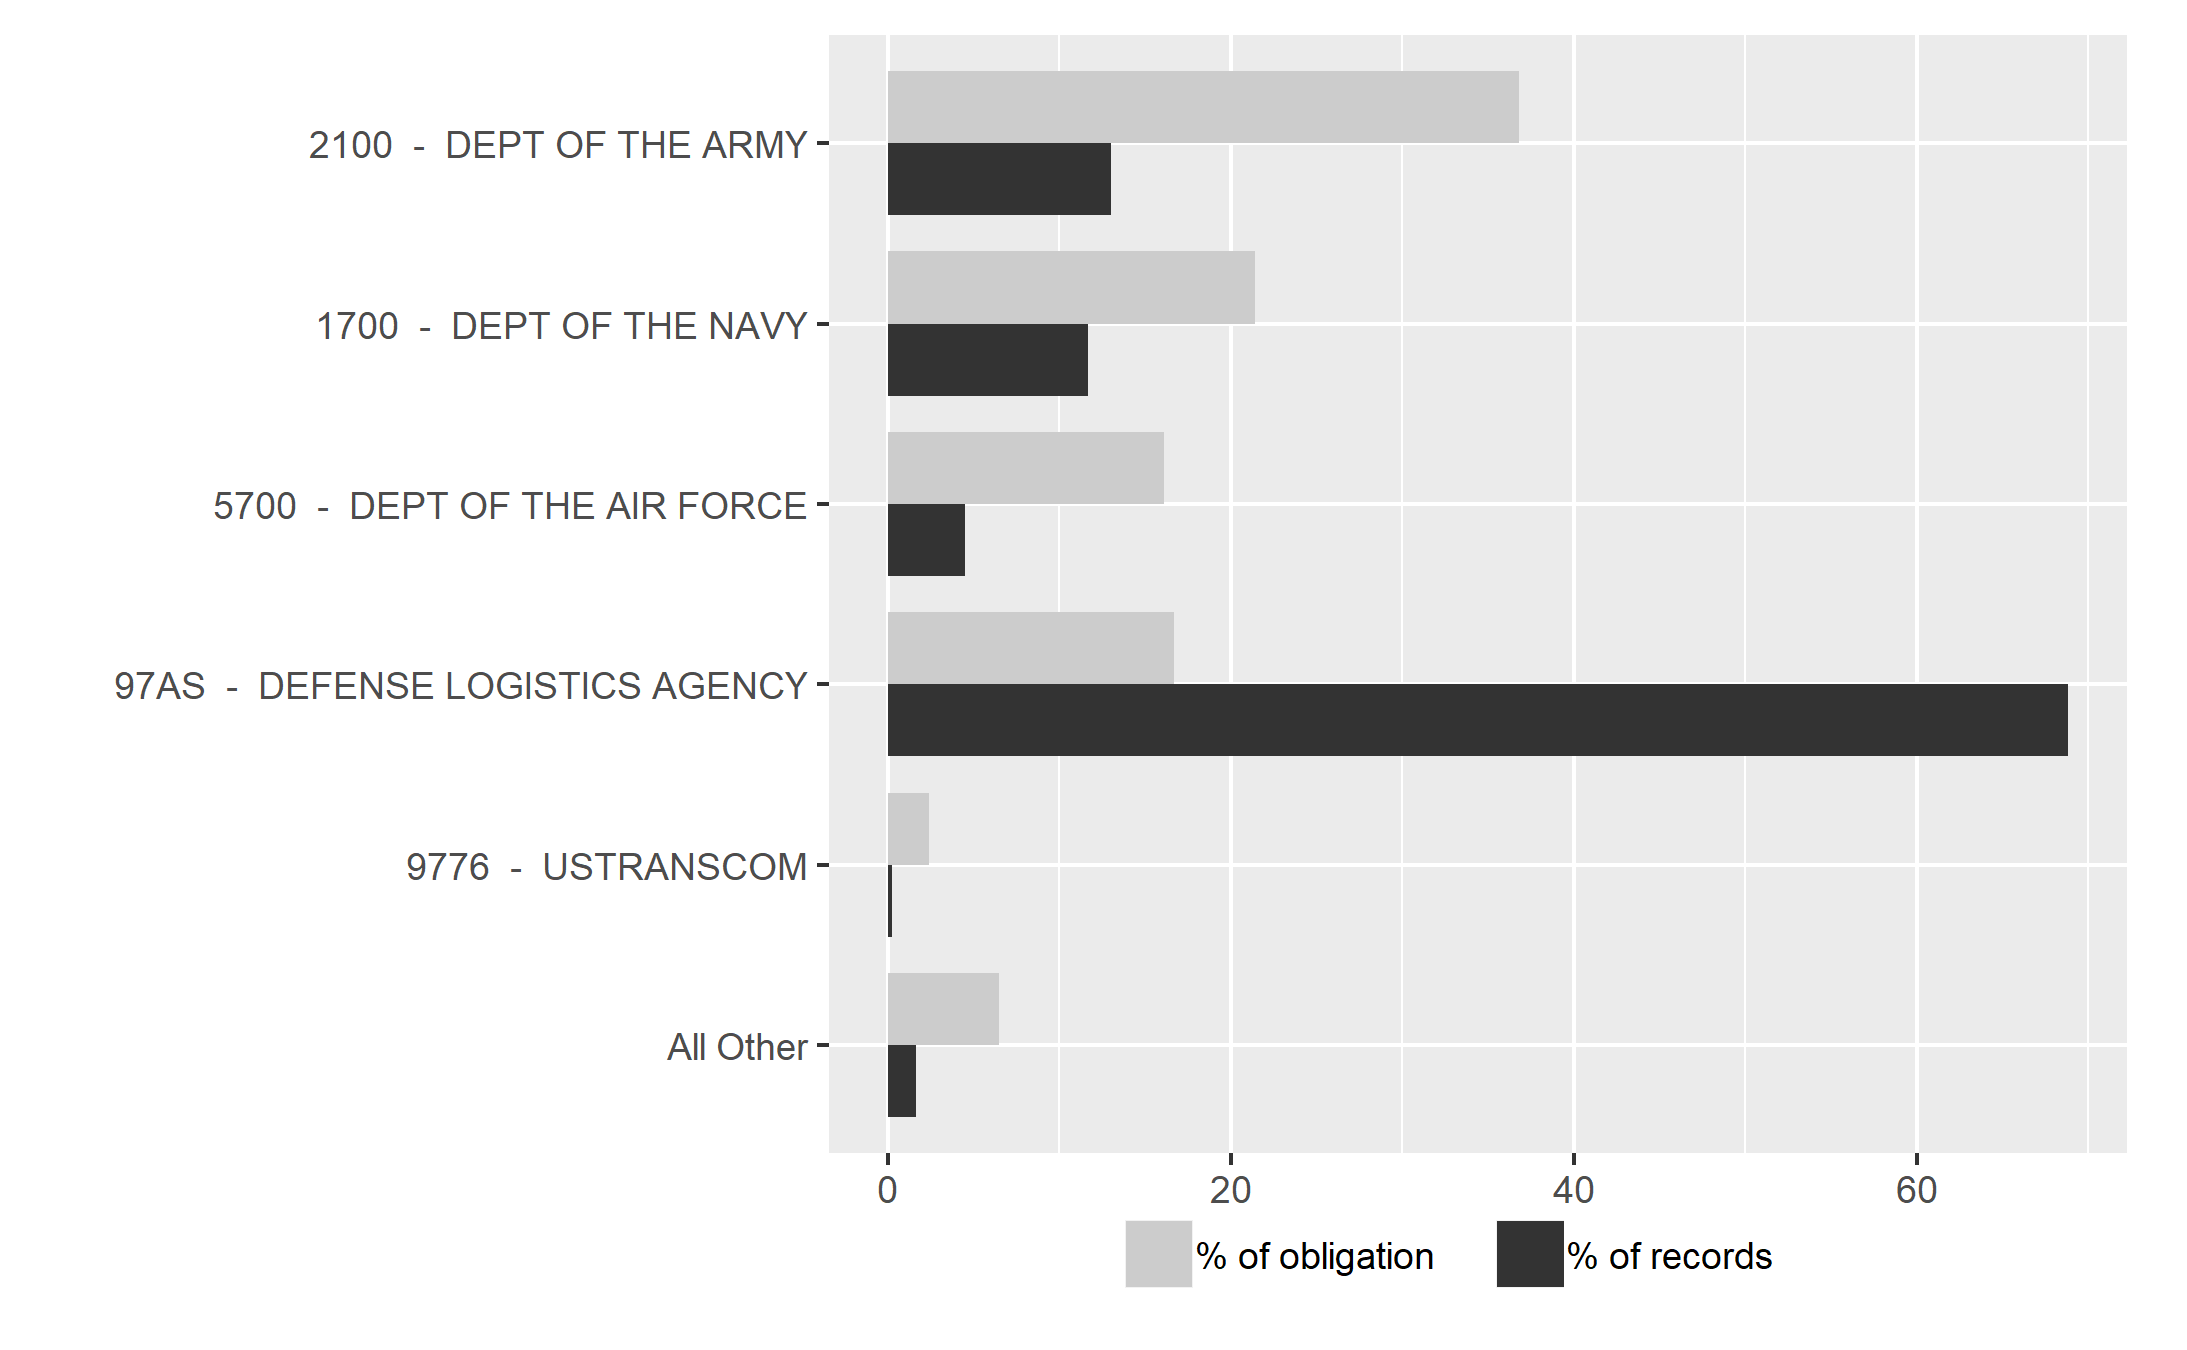 2100 - DEPT OF THE ARMY
1700 - DEPT OF THE NAVY
5700 - DEPT OF THE AIR FORCE
97AS - DEFENSE LOGISTICS AGENCY
9776 - USTRANSCOM
All Other
0 20 40 60
% of obligation % of records